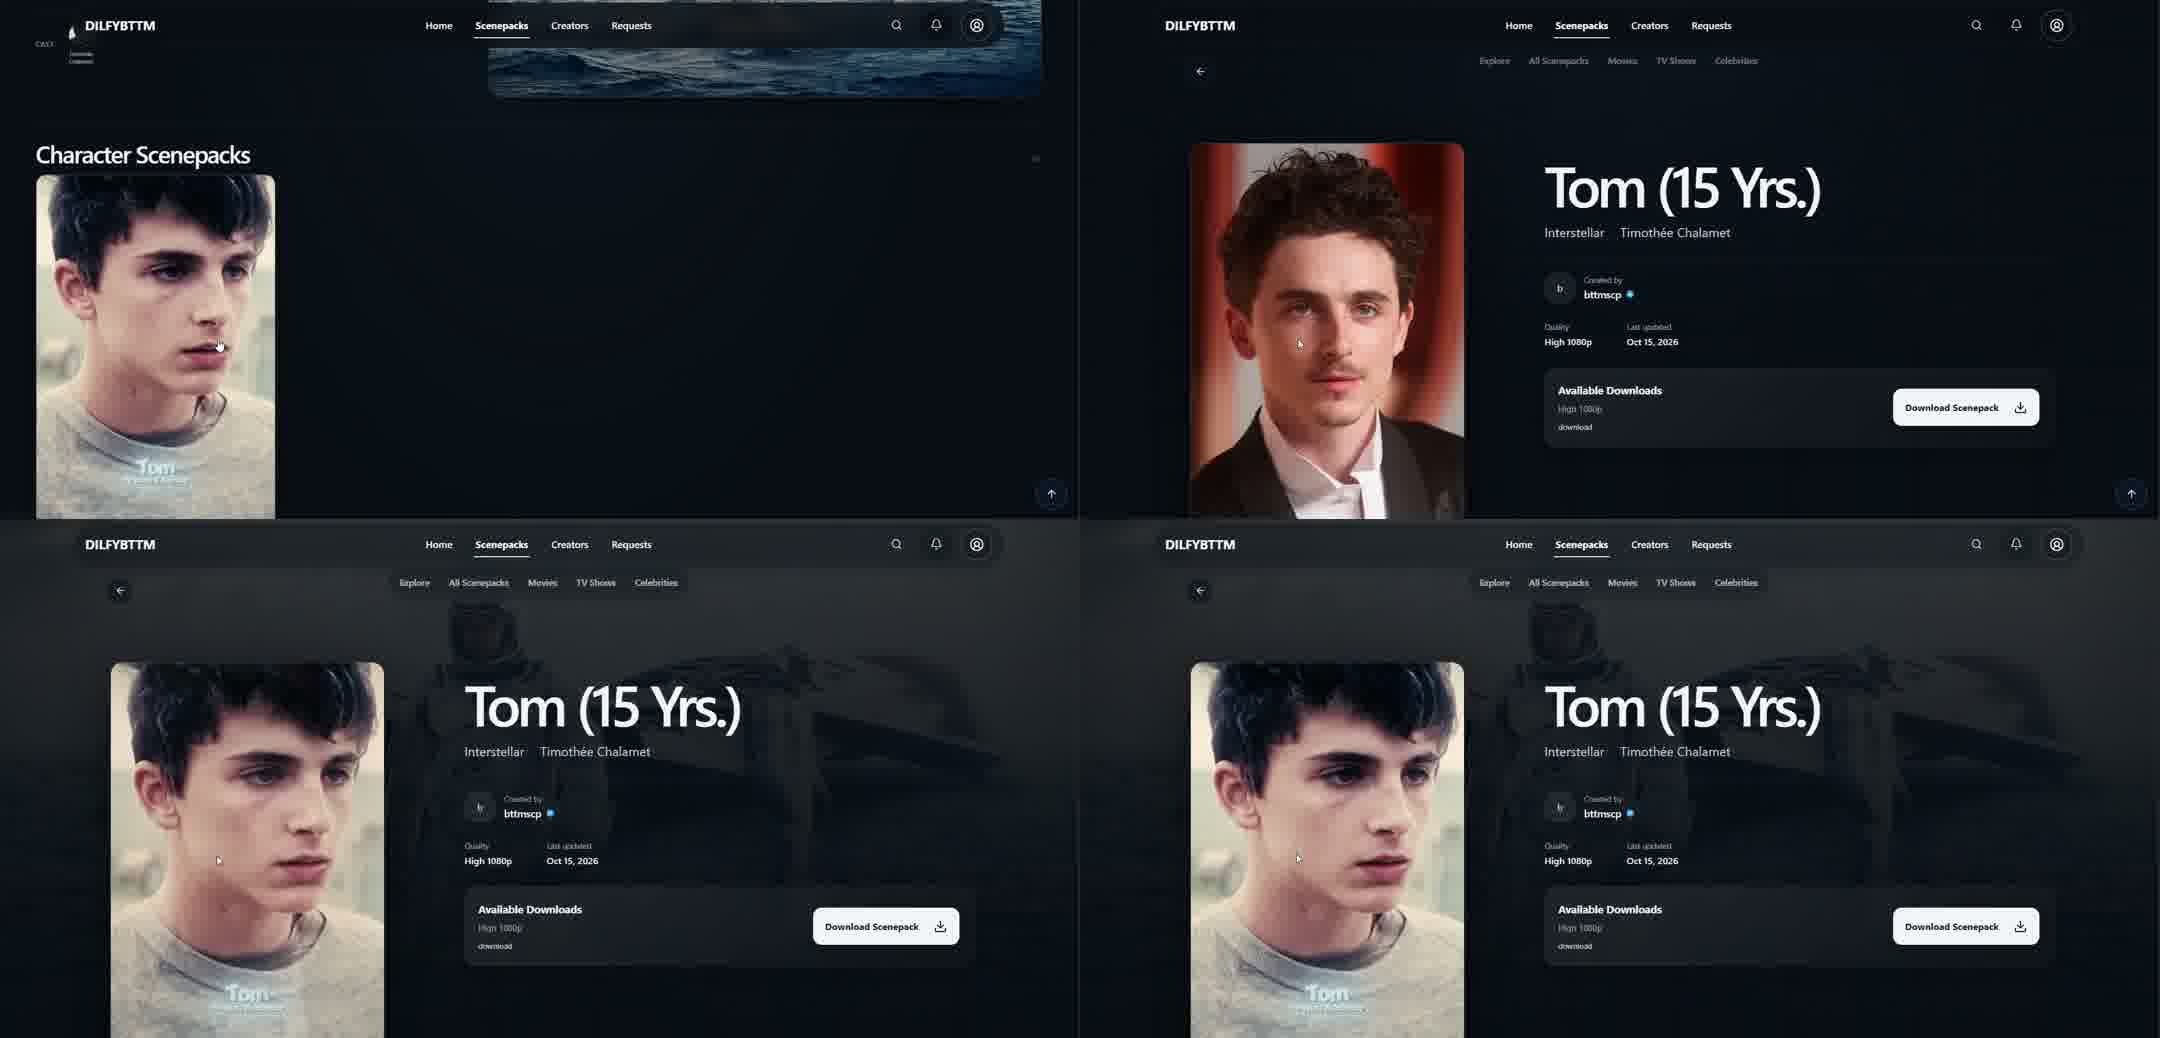 DILFYBTTM
Home Scenepacks Creators Requests
CAST
Character Scenepacks
Tom
DILFYBTTM
Home Scenepacks Creators Requests
Explore All Scenepacks Movies TV Shows Celebrities
Tom (15 Yrs.)
Interstellar Timothée Chalamet
b
Created by
bttmscp
Quality Last updated
High 1080p Oct 15, 2026
Available Downloads
High 1080p
download
Download Scenepack
DILFYBTTM
Home Scenepacks Creators Requests
Explore All Scenepacks Movies TV Shows Celebrities
Tom (15 Yrs.)
Interstellar Timothée Chalamet
b
Created by
bttmscp
Quality Last updated
High 1080p Oct 15, 2026
Available Downloads
High 1080p
download
Download Scenepack
Tom
DILFYBTTM
Home Scenepacks Creators Requests
Explore All Scenepacks Movies TV Shows Celebrities
Tom (15 Yrs.)
Interstellar Timothée Chalamet
b
Created by
bttmscp
Quality Last updated
High 1080p Oct 15, 2026
Available Downloads
High 1080p
download
Download Scenepack
Tom